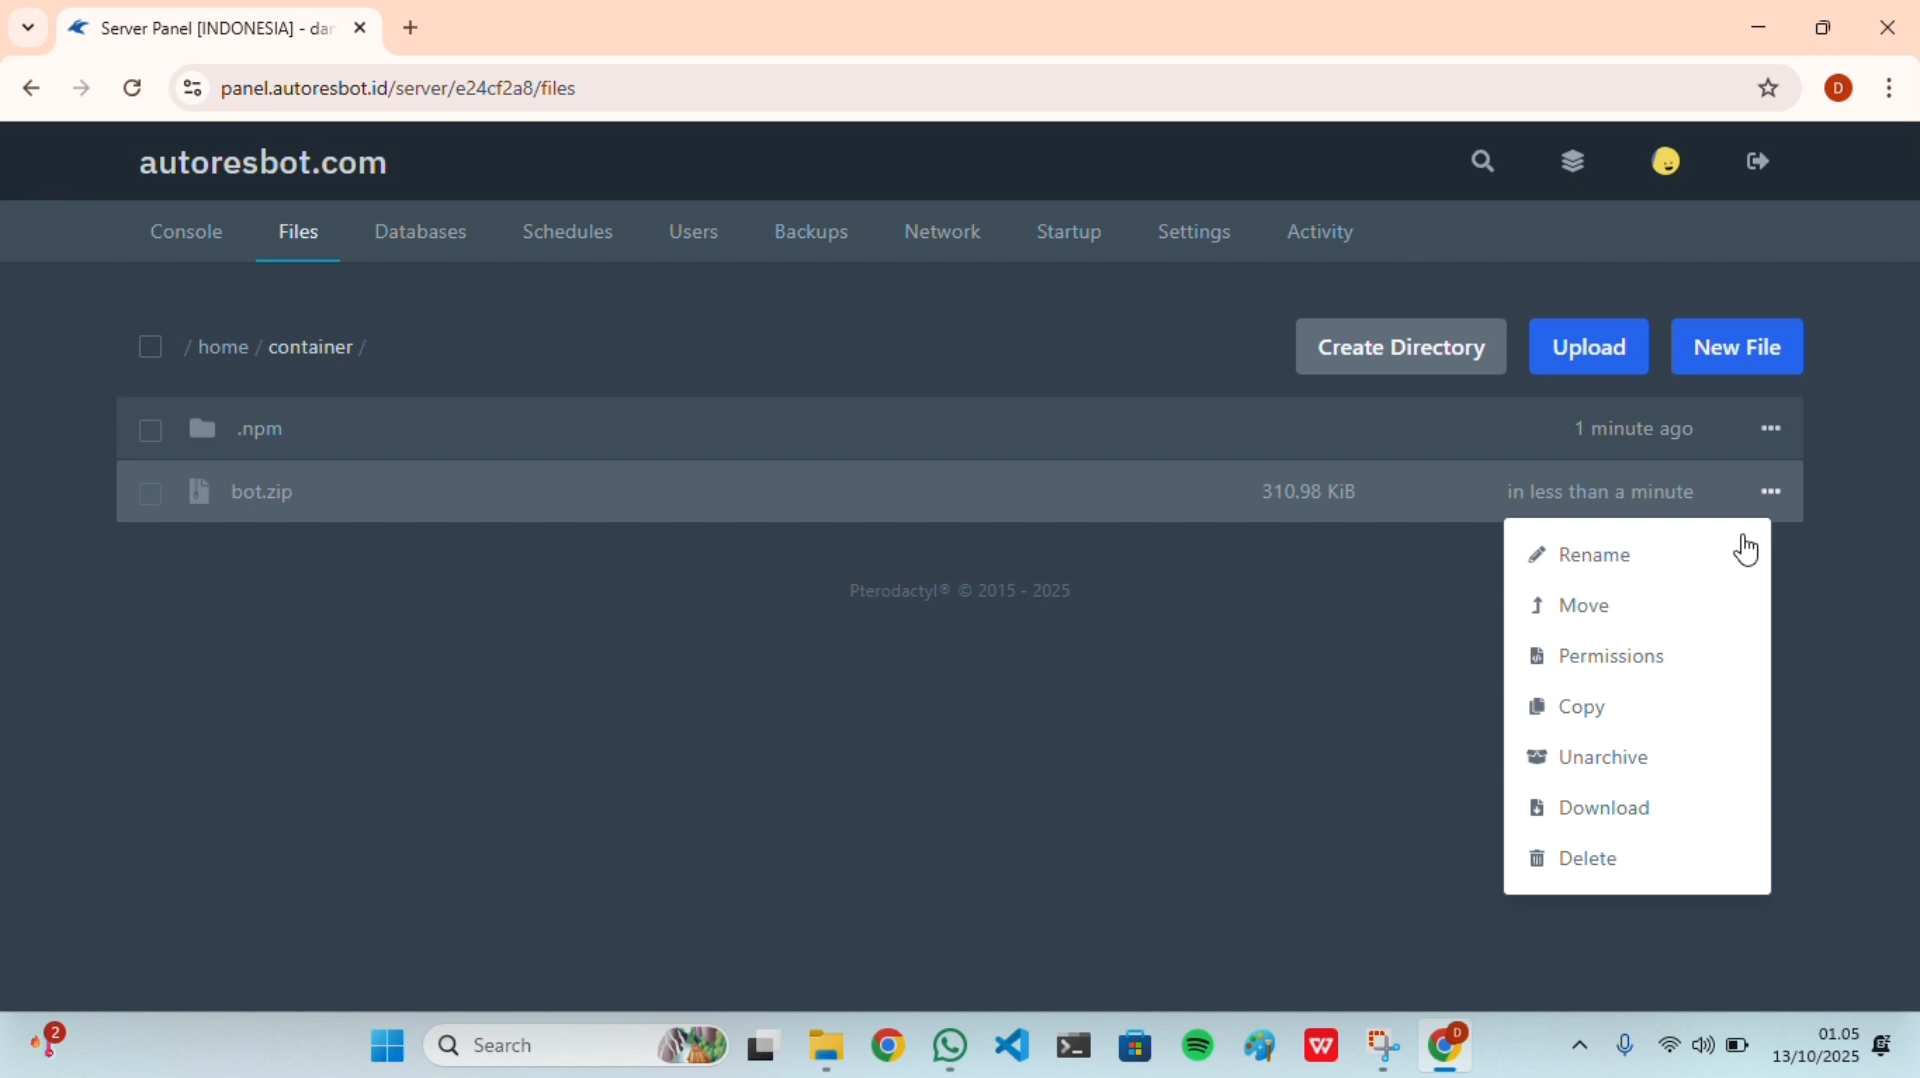 Server Panel [INDONESIA] - dar
panel.autoresbot.id/server/e24cf2a8/files
D
autoresbot.com
Console
Files
Databases
Schedules
Users
Backups
Network
Startup
Settings
Activity
/ home / container /
Create Directory
Upload
New File
.npm
1 minute ago
bot.zip
310.98 KiB
in less than a minute
Rename
Pterodactyl® © 2015 - 2025
Move
Permissions
Copy
Unarchive
Download
Delete
2
Search
W
D
01.05
13/10/2025